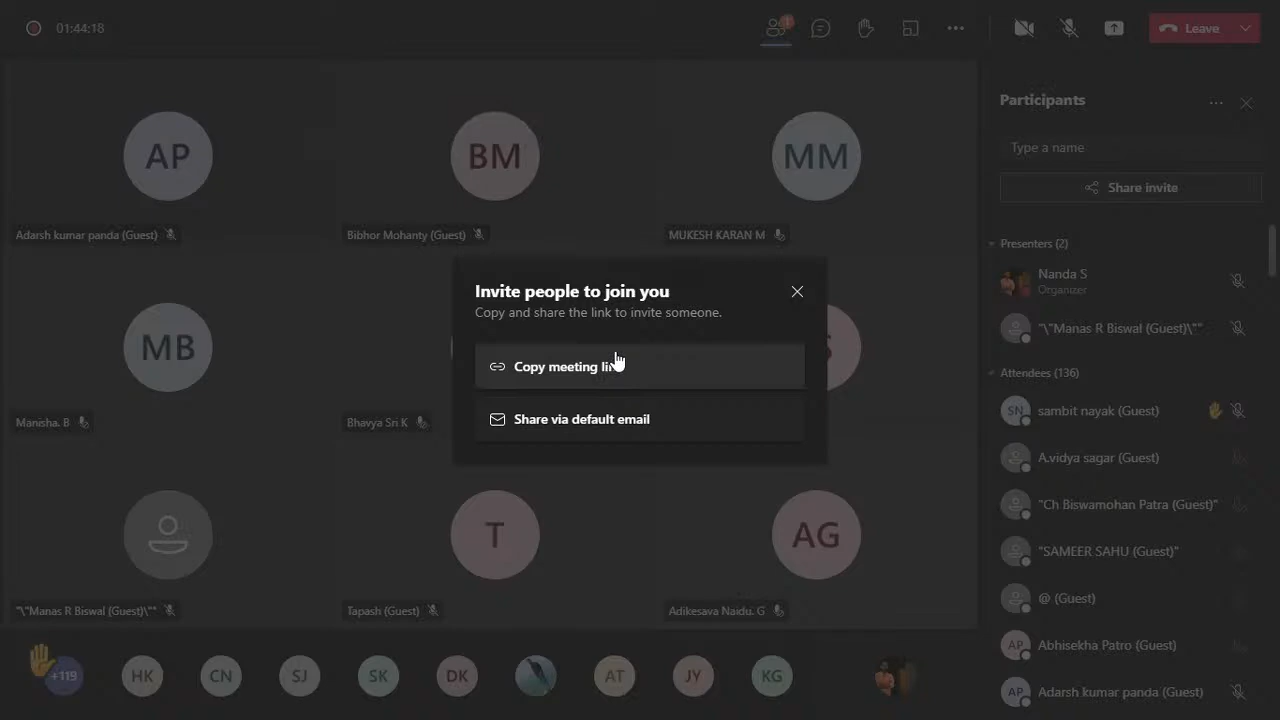 01:44:18
1
Leave
AP
BM
MM
Adarsh kumar panda (Guest)
Bibhor Mohanty (Guest)
MUKESH KARAN M
MB
Manisha. B
Bhavya Sri K
T
AG
"\"Manas R Biswal (Guest)\""
Tapash (Guest)
Adikesava Naidu. G
+119
HK
CN
SJ
SK
DK
AT
JY
KG
Invite people to join you
Copy and share the link to invite someone.
Copy meeting
Share via default email
Participants
Type a name
Share invite
Presenters (2)
Nanda S
Organizer
"\"Manas R Biswal (Guest)\""
Attendees (136)
SN
sambit nayak (Guest)
A.vidya sagar (Guest)
"Ch Biswamohan Patra (Guest)"
"SAMEER SAHU (Guest)"
@ (Guest)
AP
Abhisekha Patro (Guest)
AP
Adarsh kumar panda (Guest)